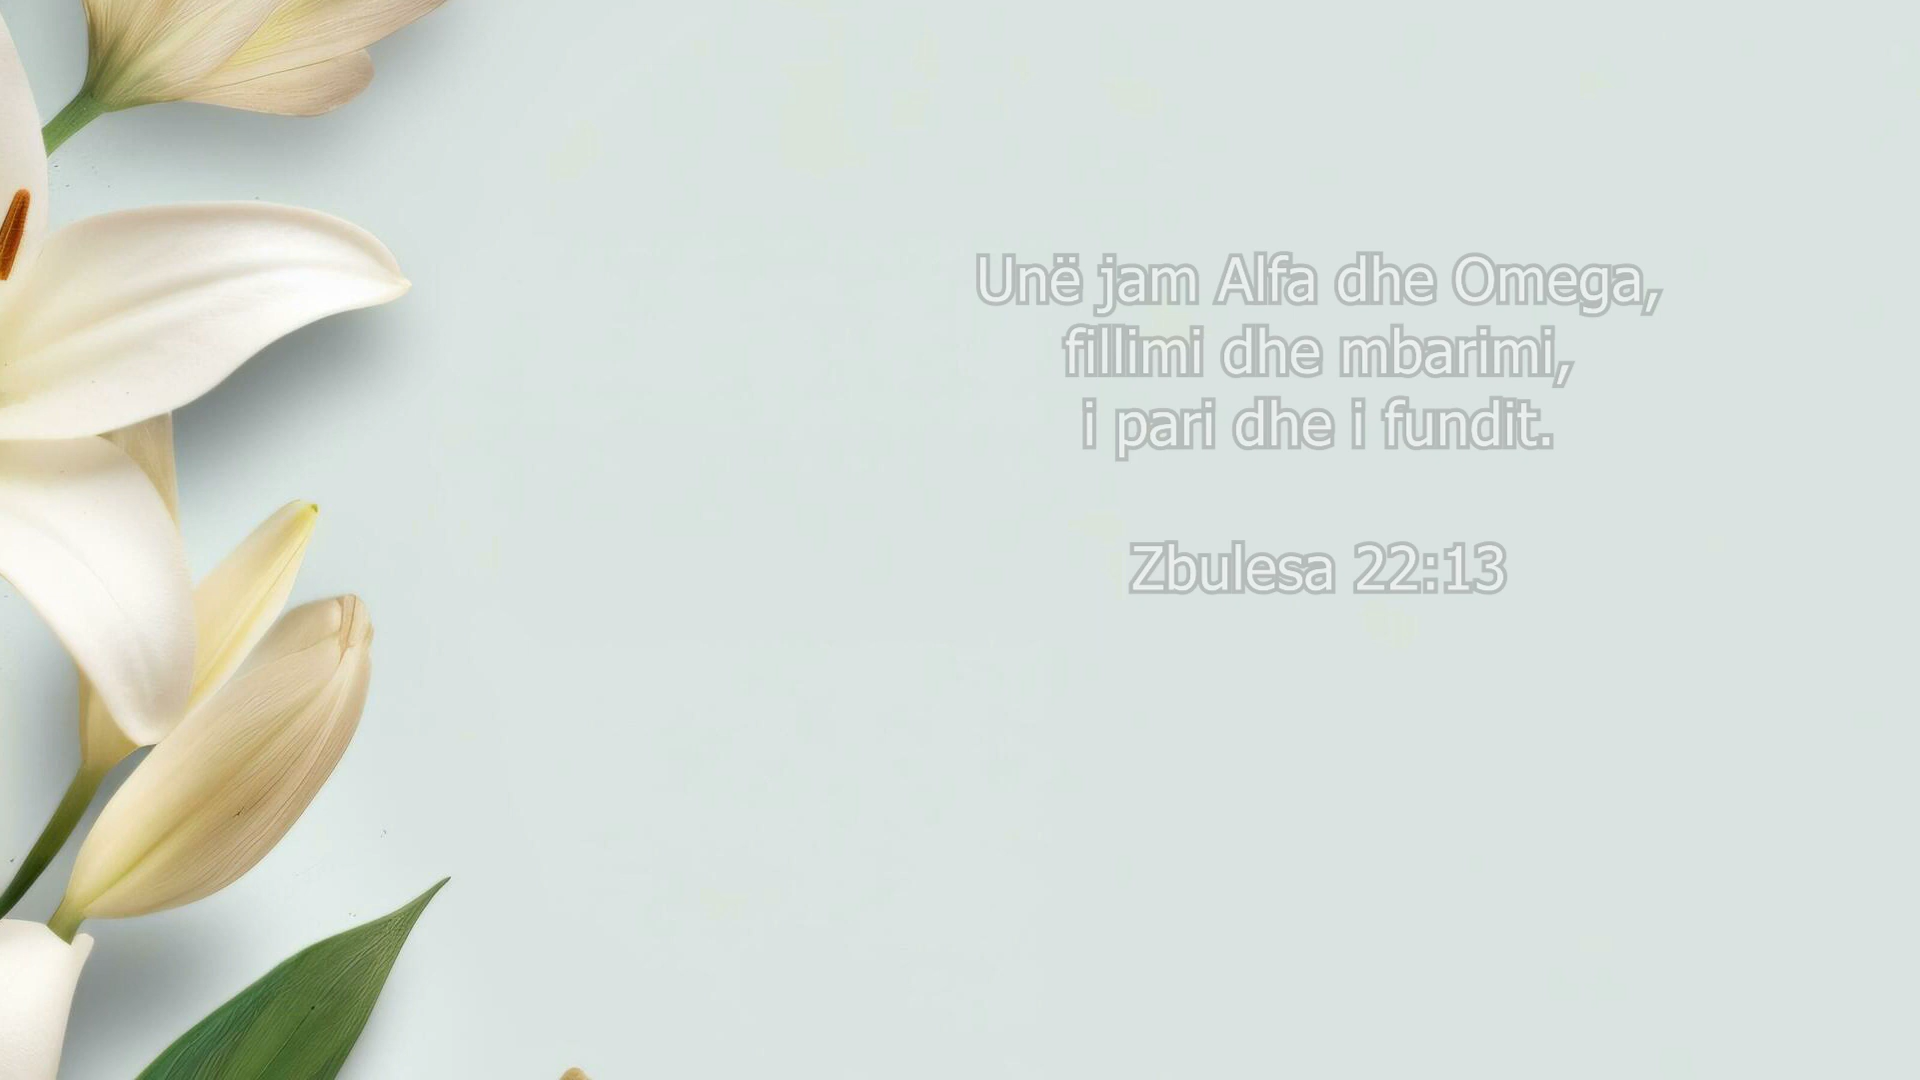 Unë jam Alfa dhe Omega,
fillimi dhe mbarimi,
i pari dhe i fundit.
Zbulesa 22:13